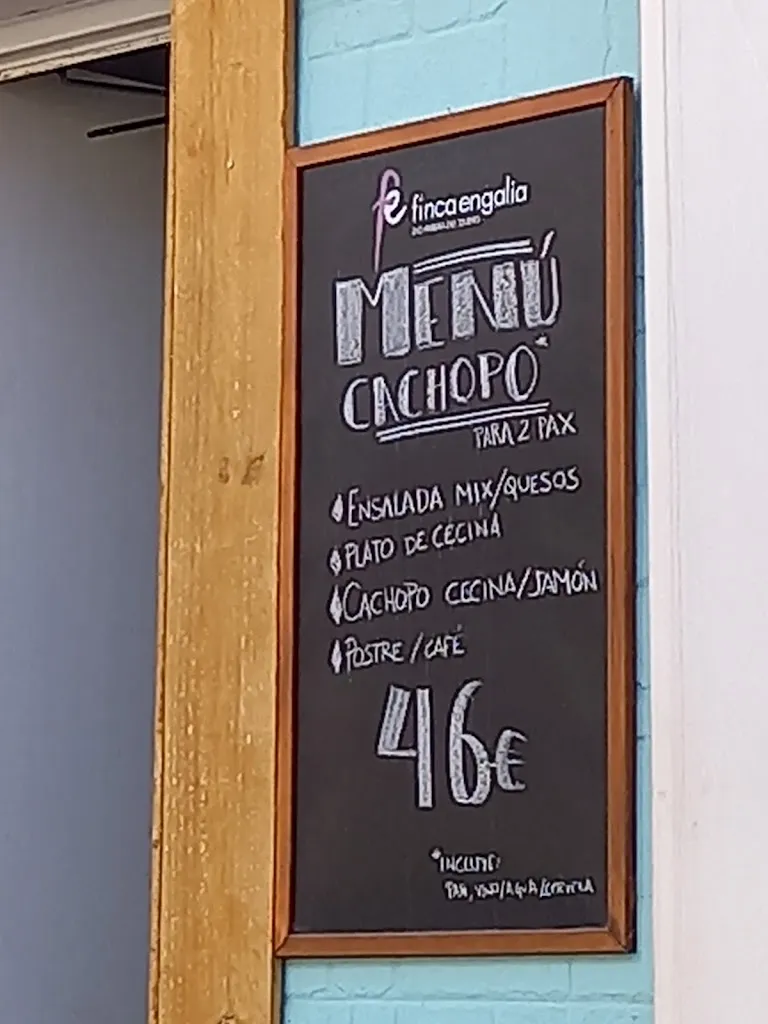 fe fincaengalia
MENÚ
CACHOPO*
PARA 2 PAX
ENSALADA MIX/QUESOS
PLATO DE CECINA
CACHOPO CECINA/JAMÓN
POSTRE/CAFÉ
46€
*INCLUYE:
PAN, VINO/AGUA/CERVEZA